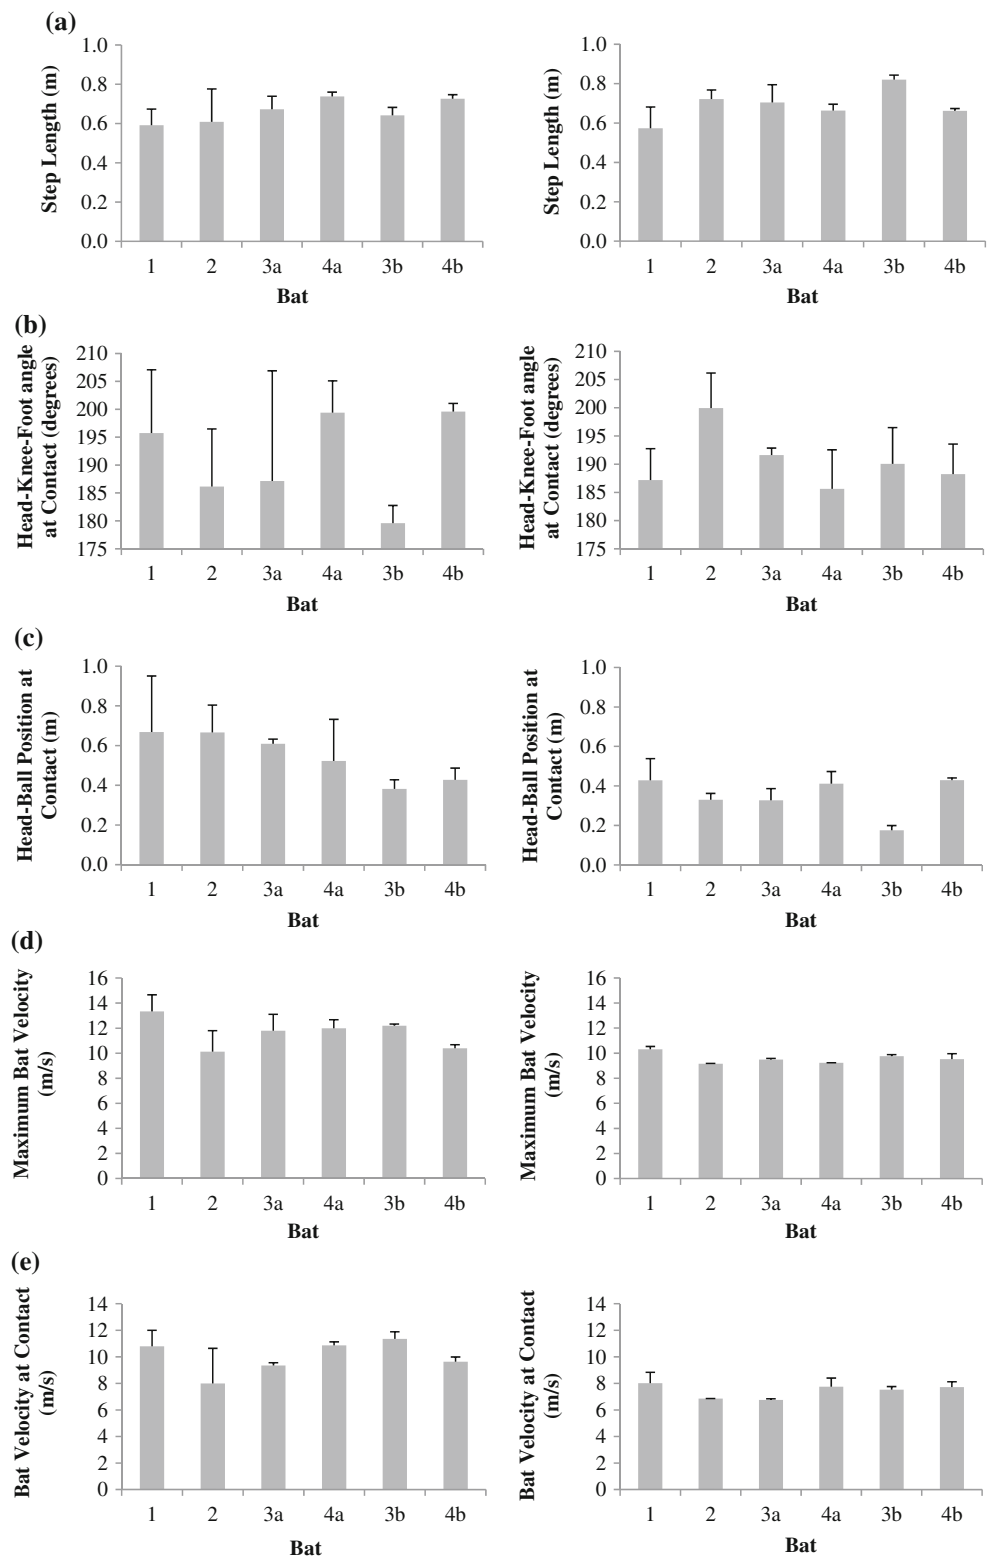 (a)
Step Length (m)
1.0
0.8
0.6
0.4
0.2
0.0
1 2 3a 4a 3b 4b
Bat
Step Length (m)
1.0
0.8
0.6
0.4
0.2
0.0
1 2 3a 4a 3b 4b
Bat
(b)
Head-Knee-Foot angle
at Contact (degrees)
210
205
200
195
190
185
180
175
1 2 3a 4a 3b 4b
Bat
Head-Knee-Foot angle
at Contact (degrees)
210
205
200
195
190
185
180
175
1 2 3a 4a 3b 4b
Bat
(c)
Head-Ball Position at
Contact (m)
1.0
0.8
0.6
0.4
0.2
0.0
1 2 3a 4a 3b 4b
Bat
Head-Ball Position at
Contact (m)
1.0
0.8
0.6
0.4
0.2
0.0
1 2 3a 4a 3b 4b
Bat
(d)
Maximum Bat Velocity
(m/s)
16
14
12
10
8
6
4
2
0
1 2 3a 4a 3b 4b
Bat
Maximum Bat Velocity
(m/s)
16
14
12
10
8
6
4
2
0
1 2 3a 4a 3b 4b
Bat
(e)
Bat Velocity at Contact
(m/s)
14
12
10
8
6
4
2
0
1 2 3a 4a 3b 4b
Bat
Bat Velocity at Contact
(m/s)
14
12
10
8
6
4
2
0
1 2 3a 4a 3b 4b
Bat